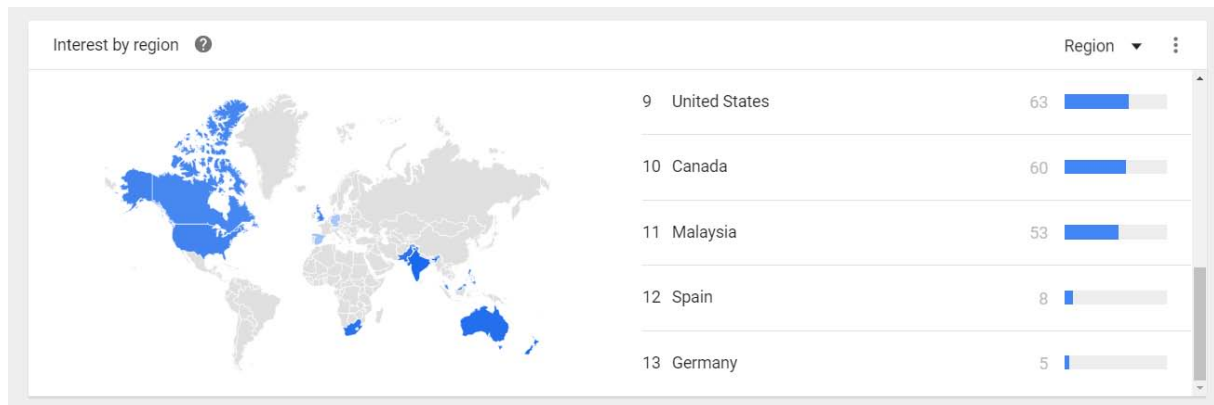 Interest by region ? Region
9 United States 63
10 Canada 60
11 Malaysia 53
12 Spain 8
13 Germany 5